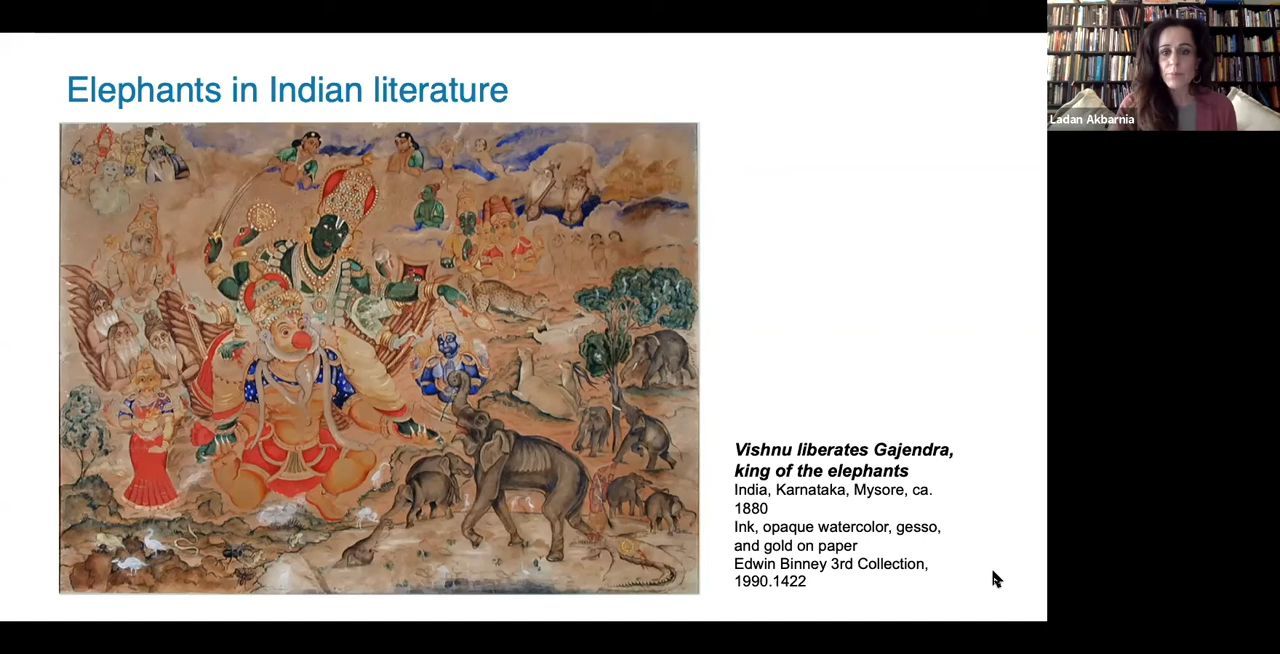 Elephants in Indian literature
Ladan Akbarnia
Vishnu liberates Gajendra,
king of the elephants
India, Karnataka, Mysore, ca.
1880
Ink, opaque watercolor, gesso,
and gold on paper
Edwin Binney 3rd Collection,
1990.1422